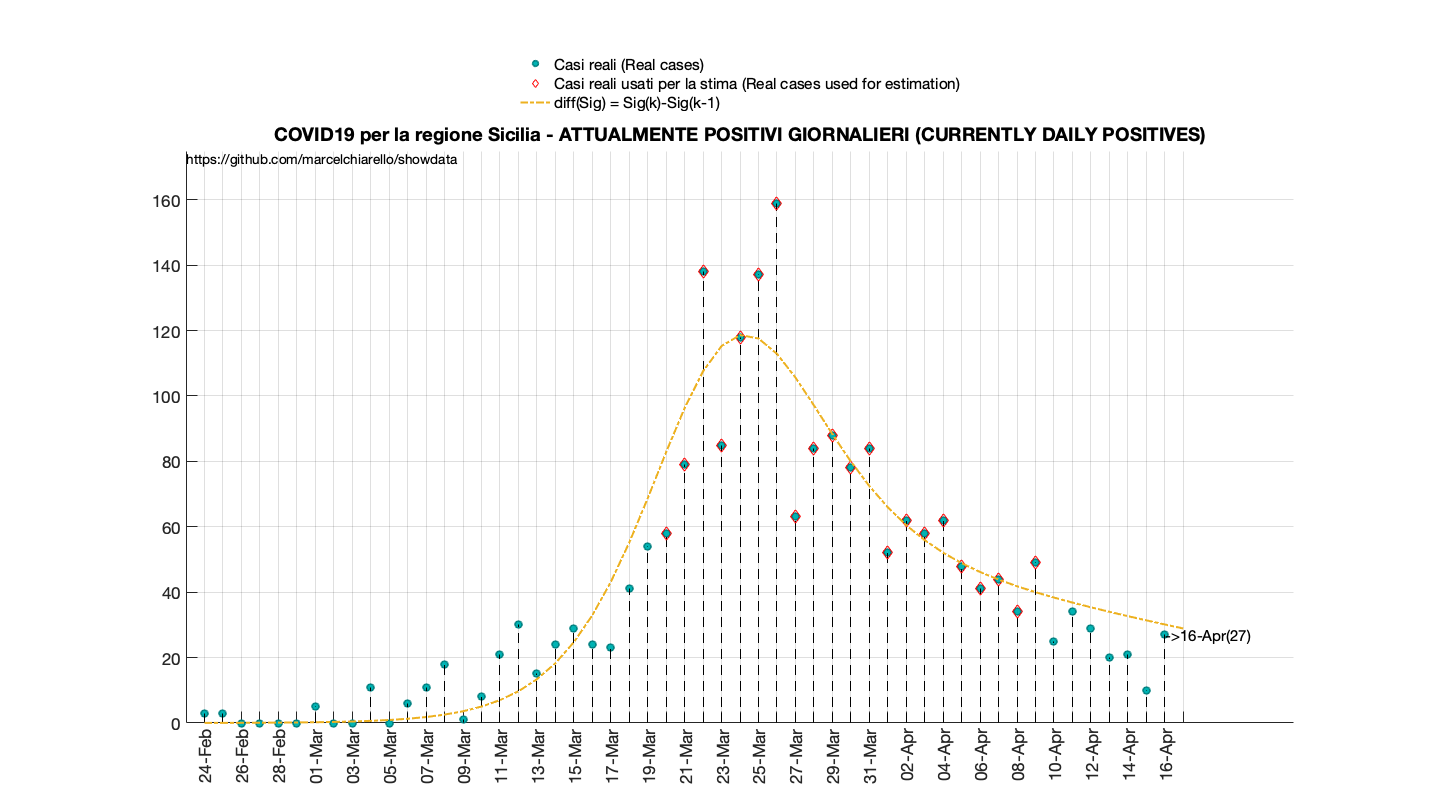 Casi reali (Real cases)
Casi reali usati per la stima (Real cases used for estimation)
diff(Sig) = Sig(k)-Sig(k-1)
COVID19 per la regione Sicilia - ATTUALMENTE POSITIVI GIORNALIERI (CURRENTLY DAILY POSITIVES)
https://github.com/marcelchiarello/showdata
160
140
120
100
80
60
40
20
0
->16-Apr(27)
24-Feb
26-Feb
28-Feb
01-Mar
03-Mar
05-Mar
07-Mar
09-Mar
11-Mar
13-Mar
15-Mar
17-Mar
19-Mar
21-Mar
23-Mar
25-Mar
27-Mar
29-Mar
31-Mar
02-Apr
04-Apr
06-Apr
08-Apr
10-Apr
12-Apr
14-Apr
16-Apr